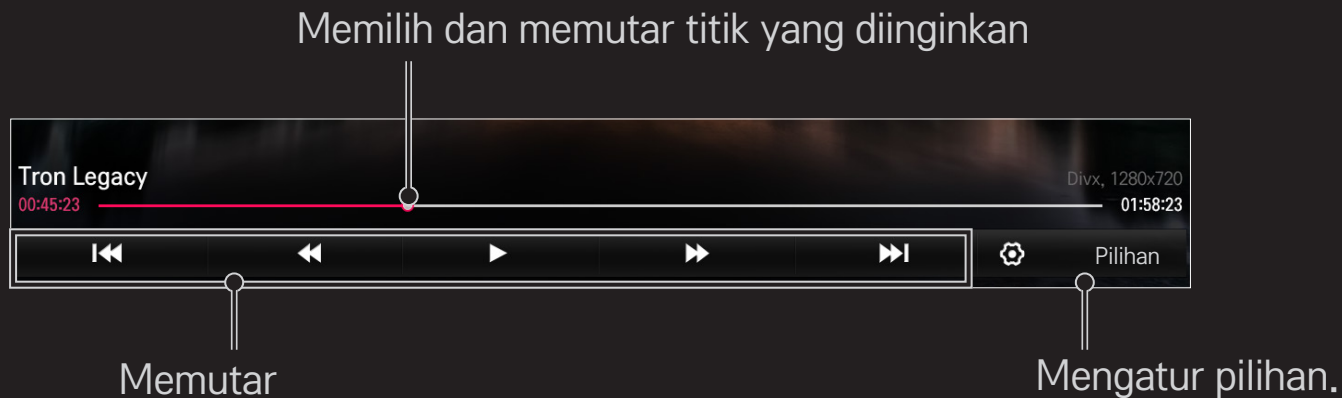 Memilih dan memutar titik yang diinginkan
Tron Legacy
Divx, 1280x720
00:45:23
01:58:23
Pilihan
Memutar
Mengatur pilihan.